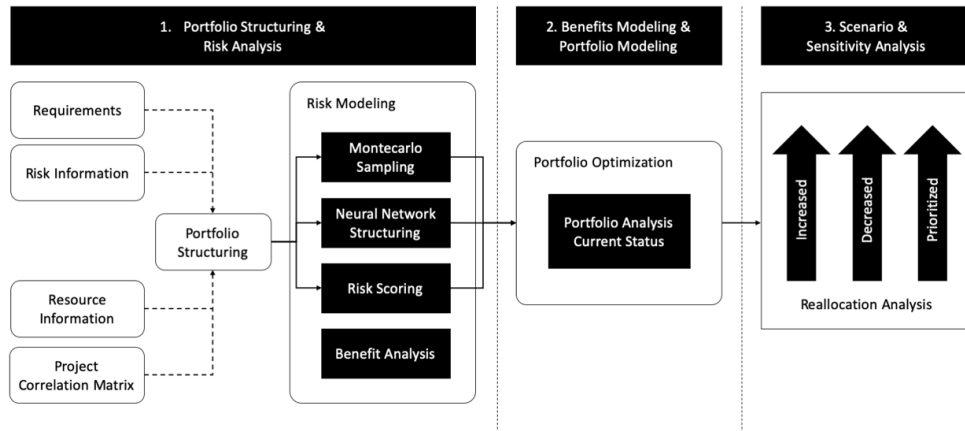 1. Portfolio Structuring &
Risk Analysis
2. Benefits Modeling &
Portfolio Modeling
3. Scenario &
Sensitivity Analysis
Requirements
Risk Information
Portfolio
Structuring
Resource
Information
Project
Correlation Matrix
Risk Modeling
Montecarlo
Sampling
Neural Network
Structuring
Risk Scoring
Benefit Analysis
Portfolio Optimization
Portfolio Analysis
Current Status
Increased
Decreased
Prioritized
Reallocation Analysis